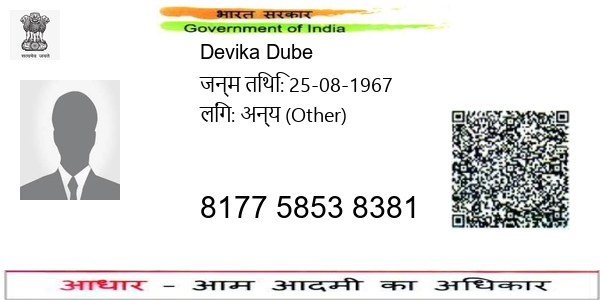 भारत सरकार
Government of India
सत्यमेव जयते
Devika Dube
जन्म तिथि: 25-08-1967
लिंग: अन्य (Other)
8177 5853 8381
आधार - आम आदमी का अधिकार